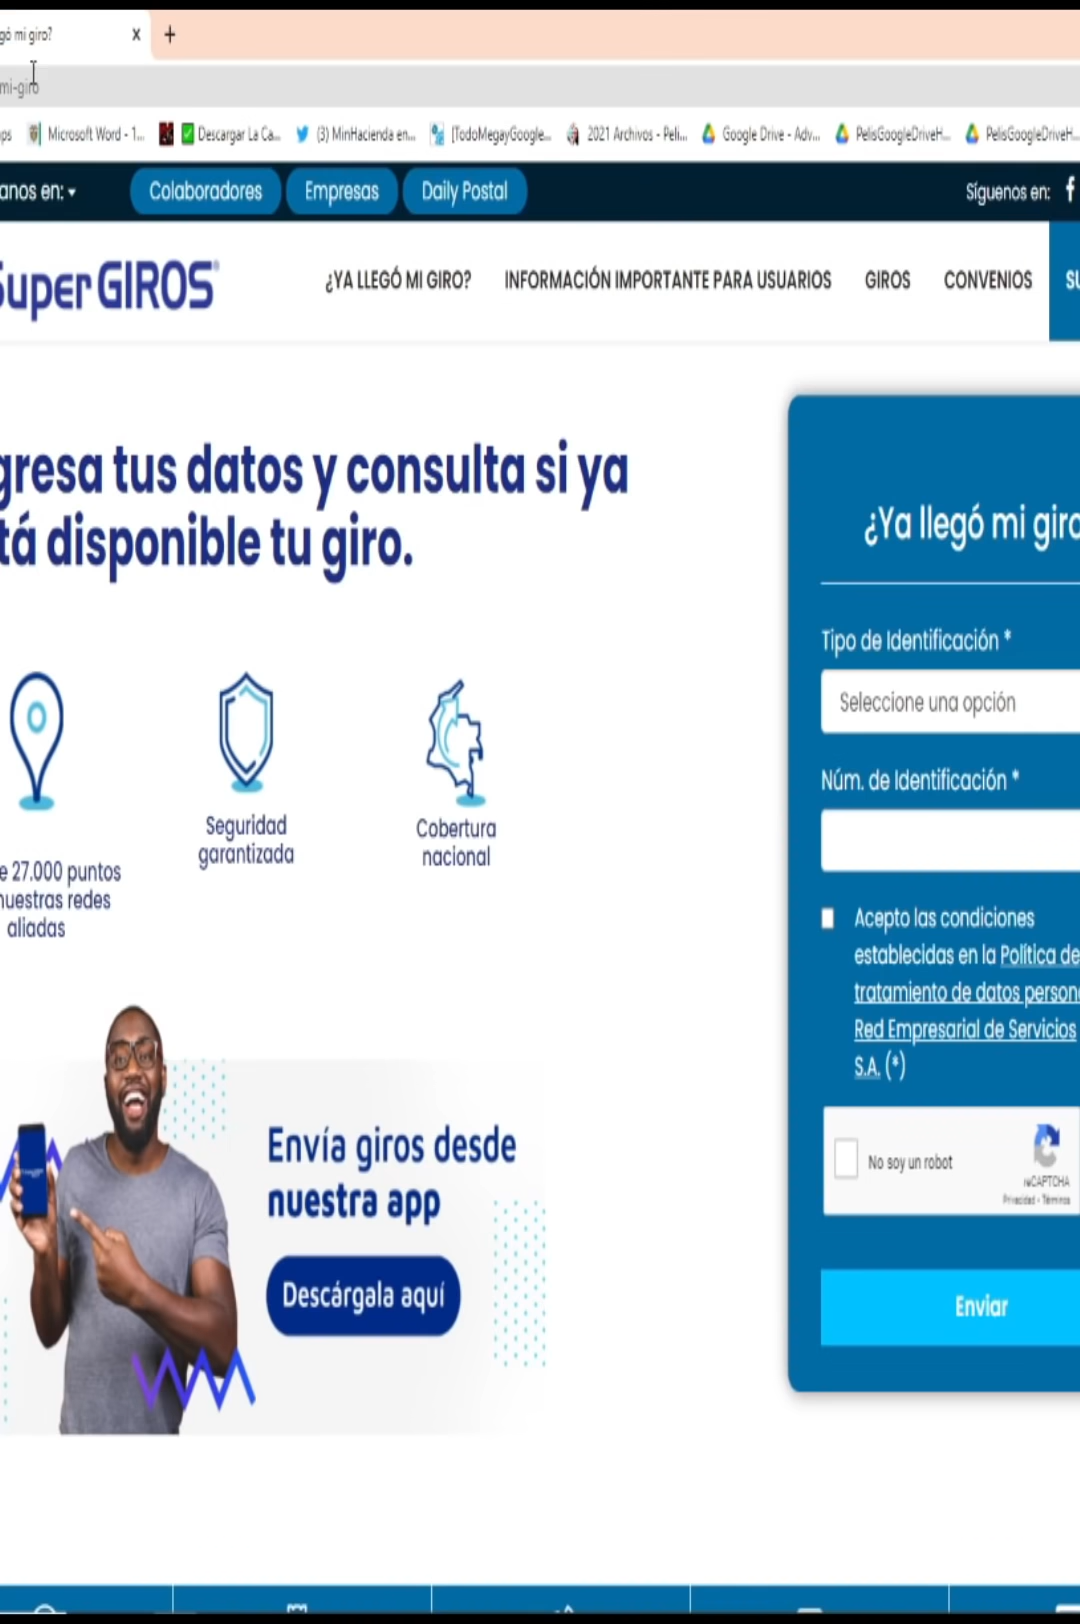 gó mi giro?
mi-giro
ps Microsoft Word - 1... Descargar La Ca... (3) MinHacienda en... [TodoMegayGoogle... 2021 Archivos - Peli... Google Drive - Adv... PelisGoogleDriveH... PelisGoogleDriveH...
anos en: Colaboradores Empresas Daily Postal Síguenos en:
Super GIROS ¿YA LLEGÓ MI GIRO? INFORMACIÓN IMPORTANTE PARA USUARIOS GIROS CONVENIOS SU
gresa tus datos y consulta si ya
tá disponible tu giro.
e 27.000 puntos
nuestras redes
aliadas
Seguridad
garantizada
Cobertura
nacional
Envía giros desde
nuestra app
Descárgala aquí
¿Ya llegó mi giro
Tipo de Identificación *
Seleccione una opción
Núm. de Identificación *
Acepto las condiciones
establecidas en la Política de
tratamiento de datos persona
Red Empresarial de Servicios
S.A. (*)
No soy un robot
reCAPTCHA
Privacidad - Términos
Enviar